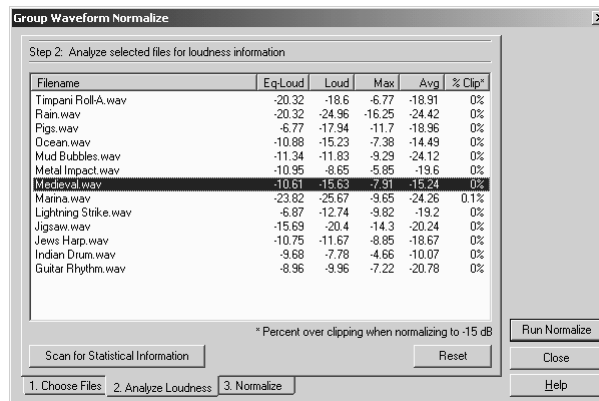 Group Waveform Normalize
Step 2: Analyze selected files for loudness information
Filename Eq-Loud Loud Max Avg % Clip*
Timpani Roll-A.wav -20.32 -18.6 -6.77 -18.91 0%
Rain.wav -20.32 -24.96 -16.25 -24.42 0%
Pigs.wav -6.77 -17.94 -11.7 -18.96 0%
Ocean.wav -10.88 -15.23 -7.38 -14.49 0%
Mud Bubbles.wav -11.34 -11.83 -9.29 -24.12 0%
Metal Impact.wav -10.95 -8.65 -5.85 -19.6 0%
Medieval.wav -10.61 -15.63 -7.91 -15.24 0%
Marina.wav -23.82 -25.67 -9.65 -24.26 0.1%
Lightning Strike.wav -6.87 -12.74 -9.82 -19.2 0%
Jigsaw.wav -15.69 -20.4 -14.3 -20.24 0%
Jews Harp.wav -10.75 -11.67 -8.85 -18.67 0%
Indian Drum.wav -9.68 -7.78 -4.66 -10.07 0%
Guitar Rhythm.wav -8.96 -9.96 -7.22 -20.78 0%
* Percent over clipping when normalizing to -15 dB
Scan for Statistical Information
Reset
1. Choose Files 2. Analyze Loudness 3. Normalize
Run Normalize
Close
Help